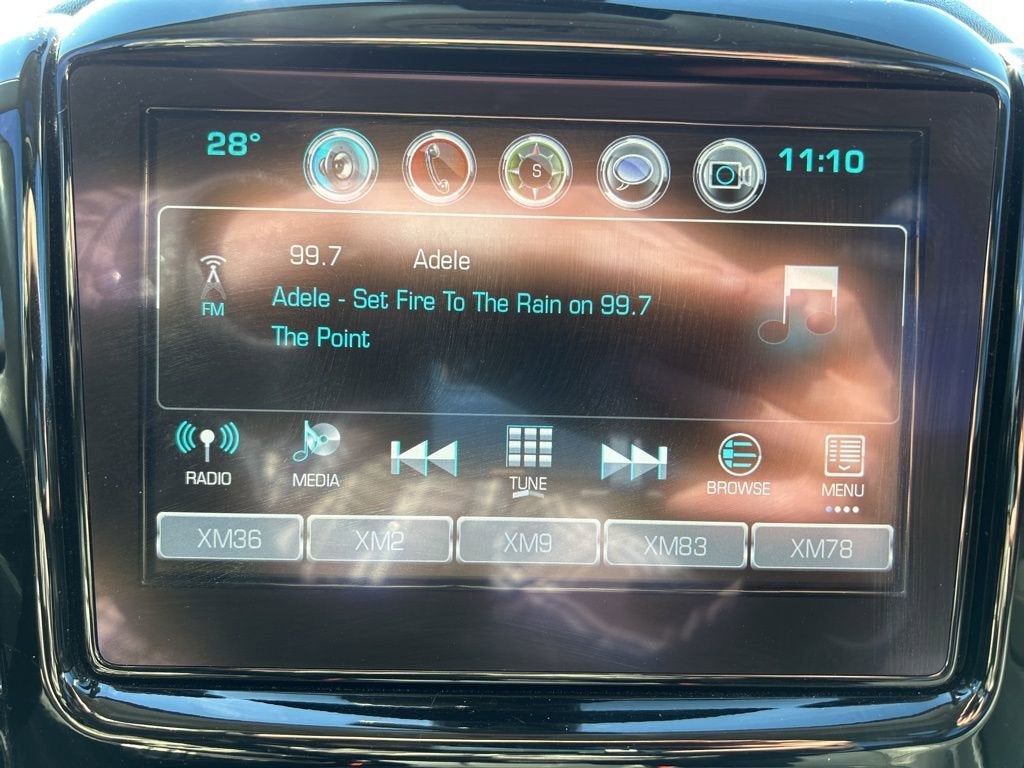 28° S 11:10
99.7 Adele
FM
Adele - Set Fire To The Rain on 99.7
The Point
RADIO MEDIA TUNE BROWSE MENU
XM36 XM2 XM9 XM83 XM78